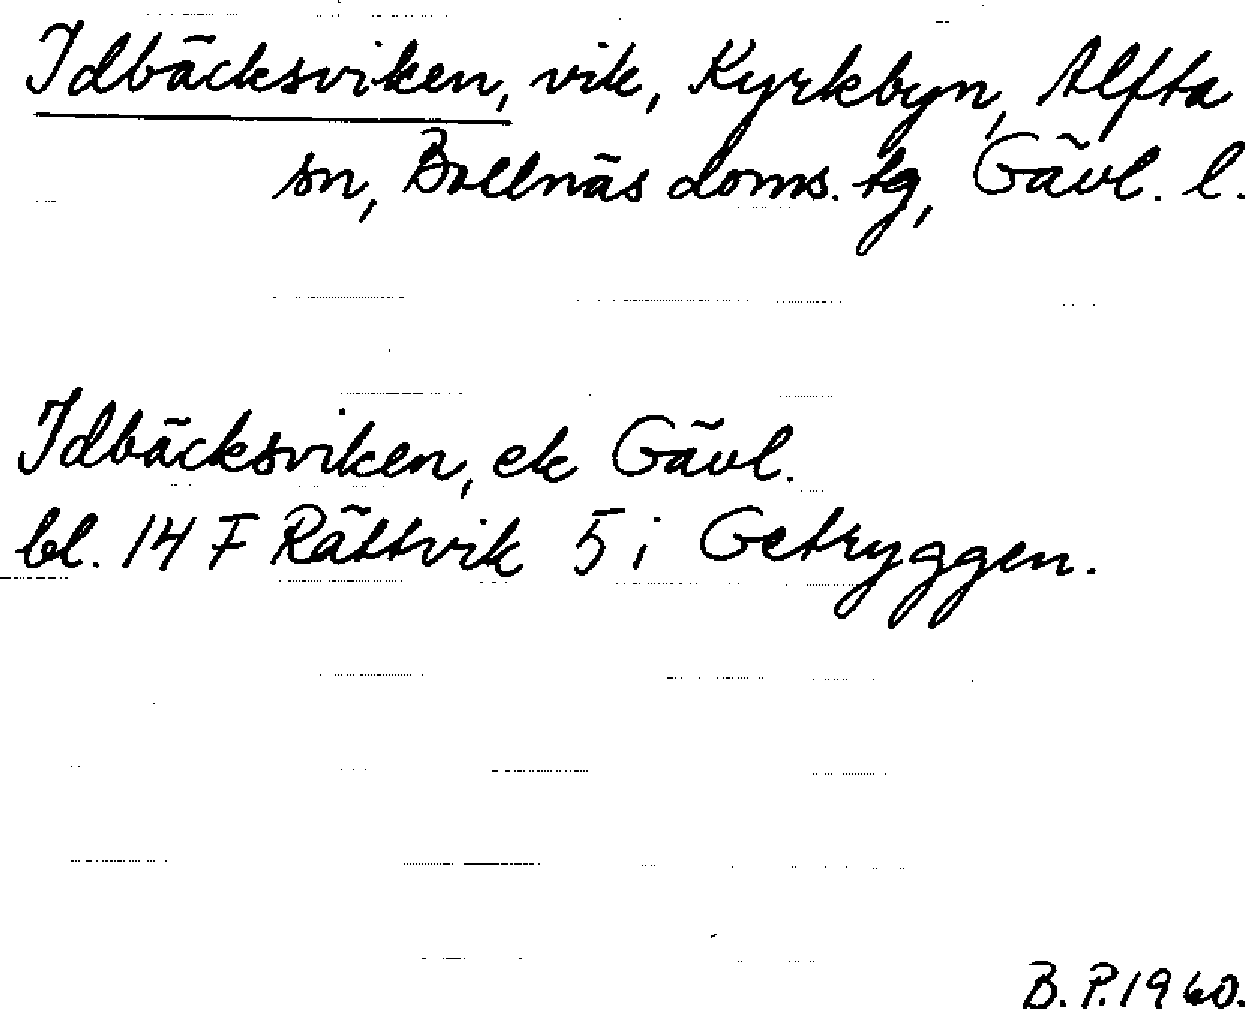 Idbäcksviken, vik, Kyrkbyn, Alfta
sn, Bollnäs doms. tg, Gävl. l.
Idbäcksviken, ek Gävl.
bl. 14 F Rättvik 5 i Getryggen.
B. P. 1960.